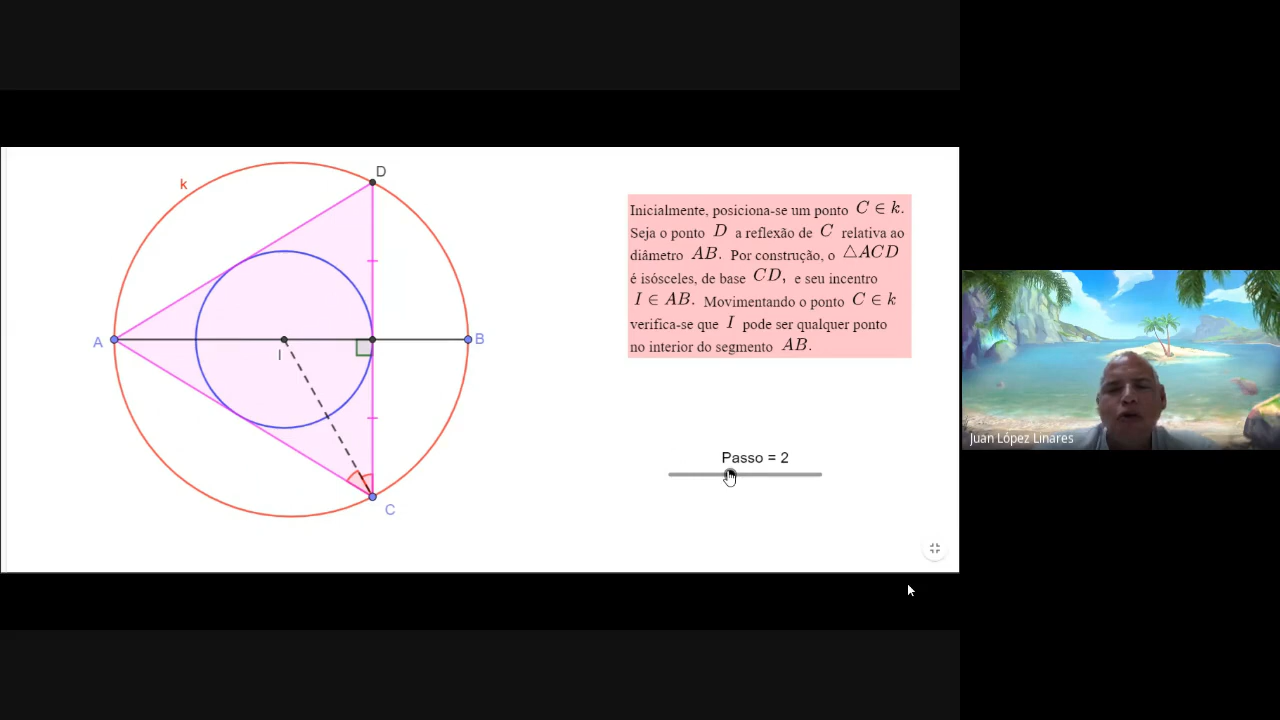 k
D
A
I
B
C
Inicialmente, posiciona-se um ponto C ∈ k.
Seja o ponto D a reflexão de C relativa ao
diâmetro AB. Por construção, o △ACD
é isósceles, de base CD, e seu incentro
I ∈ AB. Movimentando o ponto C ∈ k
verifica-se que I pode ser qualquer ponto
no interior do segmento AB.
Passo = 2
Juan López Linares